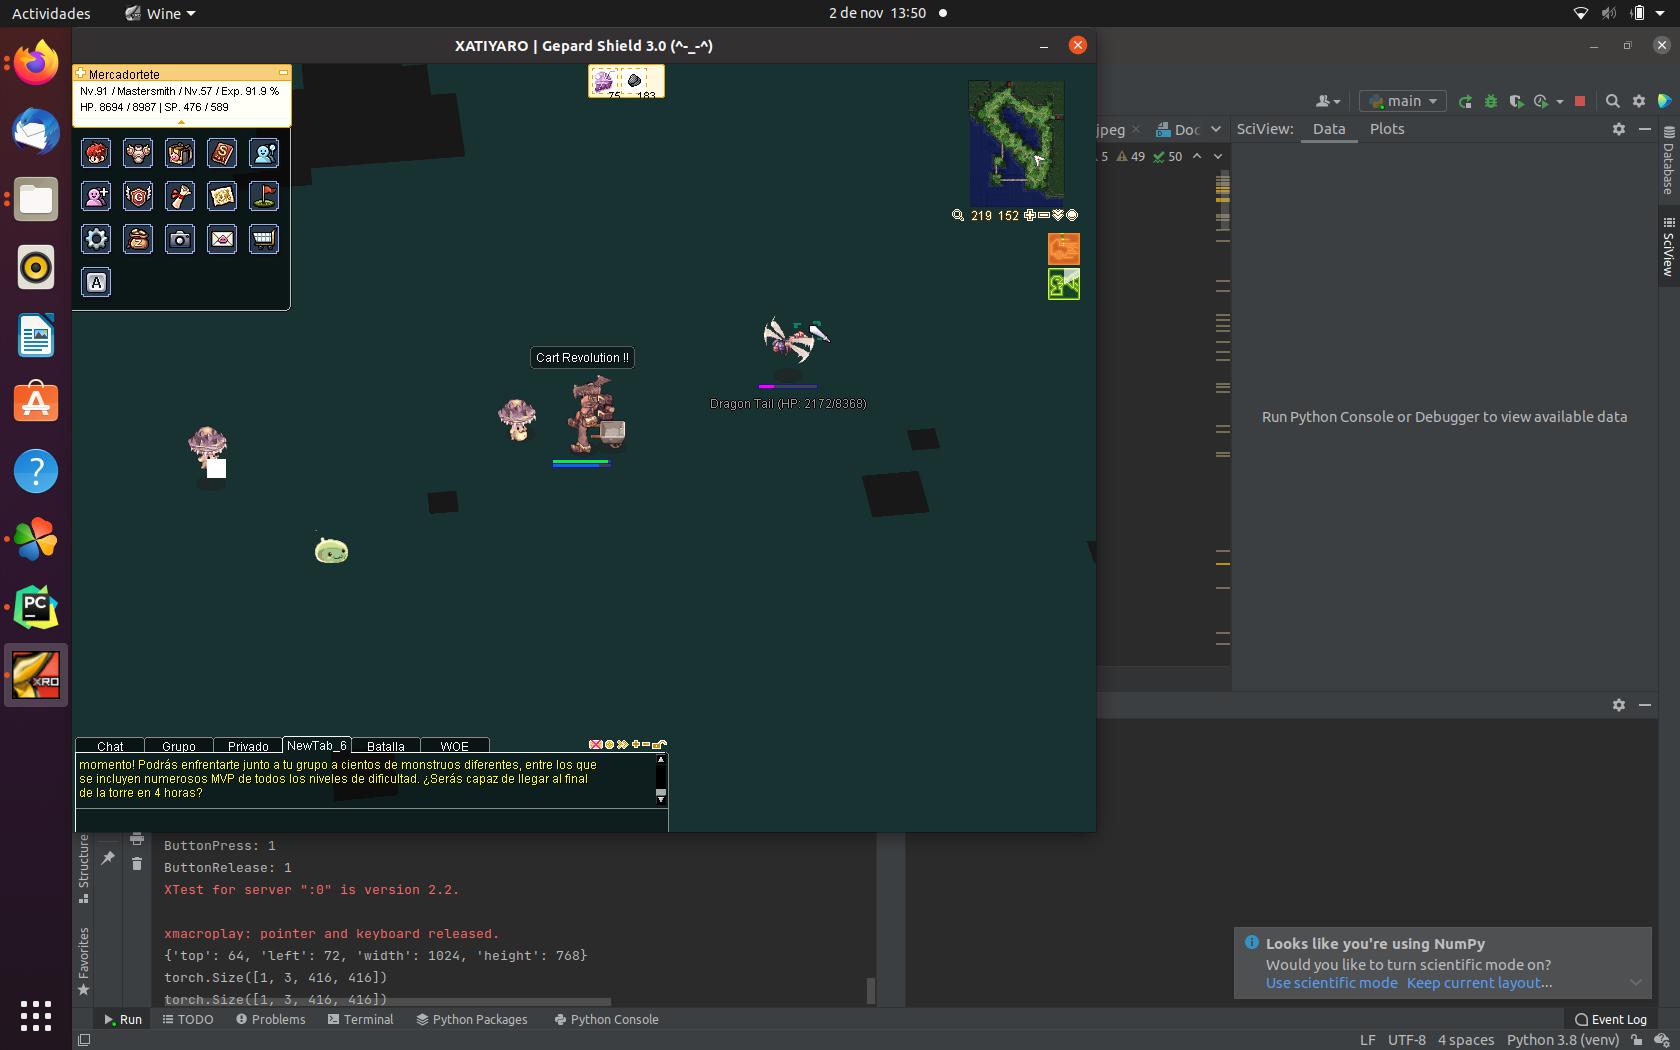 Actividades
Wine
2 de nov 13:50
XATIYARO | Gepard Shield 3.0 (^-_-^)
Mercadortete
Nv.91 / Mastersmith / Nv.57 / Exp. 91.9 %
HP. 8694 / 8987 | SP. 476 / 589
75 183
219 152
A
Cart Revolution !!
Dragon Tail (HP: 2172/8368)
main
jpeg
Doc
SciView:
Data
Plots
5 49 50
Database
SciView
Run Python Console or Debugger to view available data
PC
XRO
Chat
Grupo
Privado
NewTab_6
Batalla
WOE
momento! Podrás enfrentarte junto a tu grupo a cientos de monstruos diferentes, entre los que
se incluyen numerosos MVP de todos los niveles de dificultad. ¿Serás capaz de llegar al final
de la torre en 4 horas?
Structure
Favorites
ButtonPress: 1
ButtonRelease: 1
XTest for server ":0" is version 2.2.
xmacroplay: pointer and keyboard released.
{'top': 64, 'left': 72, 'width': 1024, 'height': 768}
torch.Size([1, 3, 416, 416])
torch.Size([1, 3, 416, 416])
Looks like you're using NumPy
Would you like to turn scientific mode on?
Use scientific mode Keep current layout...
Run
TODO
Problems
Terminal
Python Packages
Python Console
Event Log
LF UTF-8 4 spaces Python 3.8 (venv)